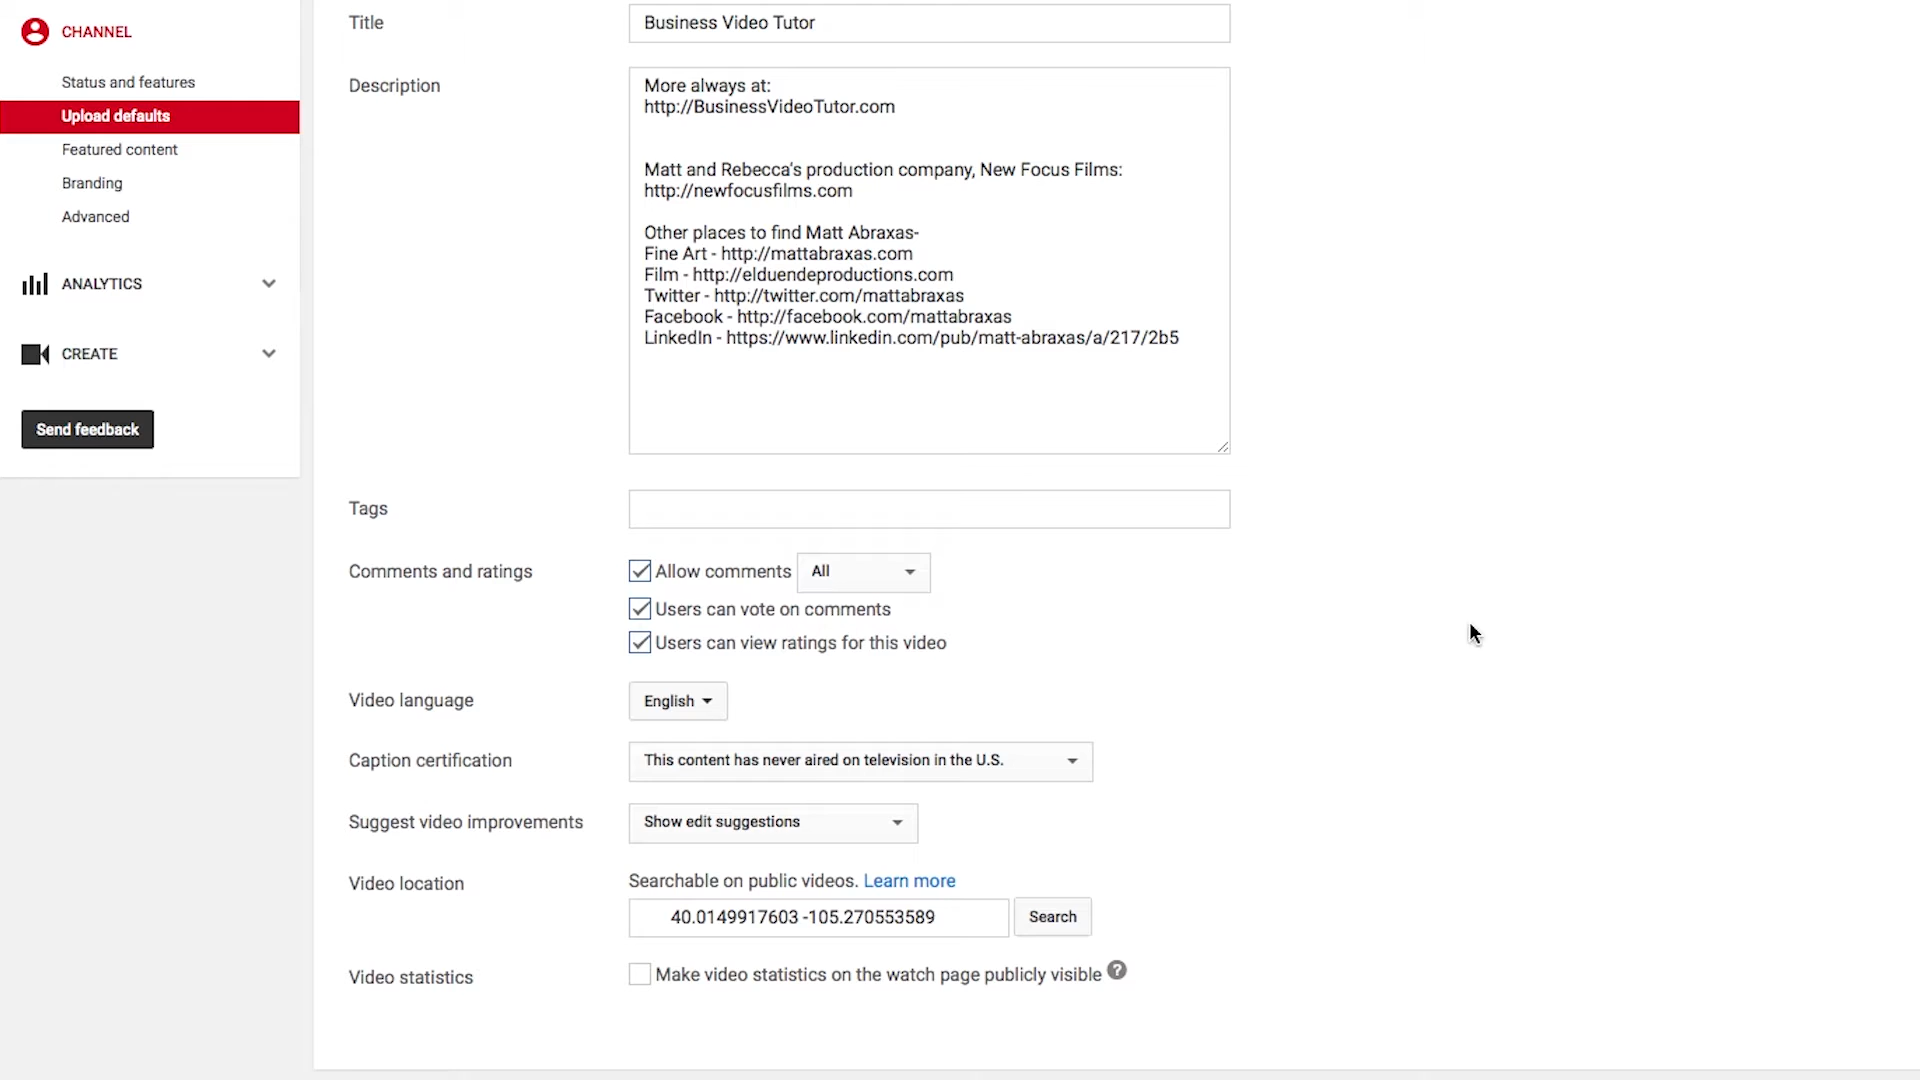 CHANNEL
Status and features
Upload defaults
Featured content
Branding
Advanced
ANALYTICS
CREATE
Send feedback
Title
Business Video Tutor
Description
More always at:
http://BusinessVideoTutor.com
Matt and Rebecca's production company, New Focus Films:
http://newfocusfilms.com
Other places to find Matt Abraxas-
Fine Art - http://mattabraxas.com
Film - http://elduendeproductions.com
Twitter - http://twitter.com/mattabraxas
Facebook - http://facebook.com/mattabraxas
LinkedIn - https://www.linkedin.com/pub/matt-abraxas/a/217/2b5
Tags
Comments and ratings
Allow comments All
Users can vote on comments
Users can view ratings for this video
Video language
English
Caption certification
This content has never aired on television in the U.S.
Suggest video improvements
Show edit suggestions
Video location
Searchable on public videos. Learn more
40.0149917603 -105.270553589
Search
Video statistics
Make video statistics on the watch page publicly visible ?